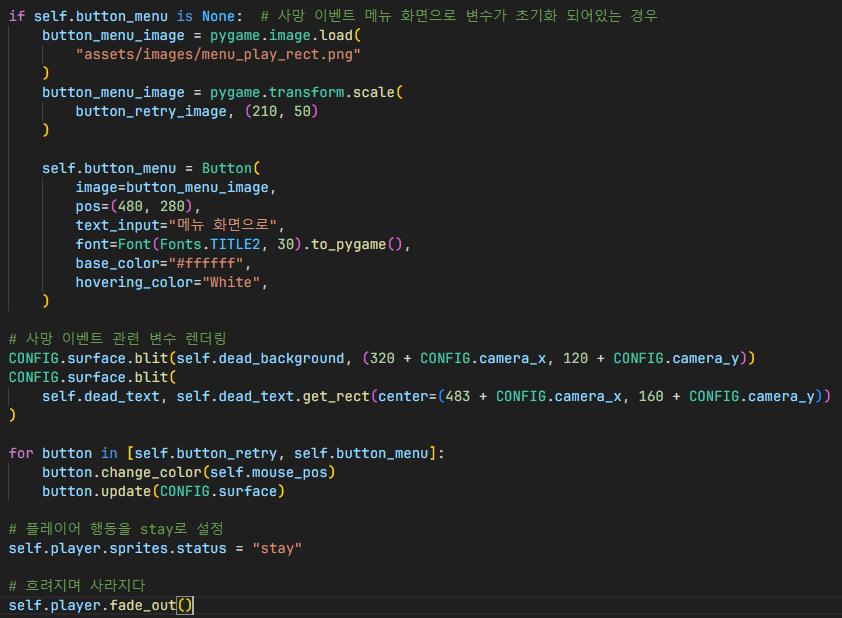 if self.button_menu is None:  # 사망 이벤트 메뉴 화면으로 변수가 초기화 되어있는 경우
    button_menu_image = pygame.image.load(
        "assets/images/menu_play_rect.png"
    )
    button_menu_image = pygame.transform.scale(
        button_retry_image, (210, 50)
    )

    self.button_menu = Button(
        image=button_menu_image,
        pos=(480, 280),
        text_input="메뉴 화면으로",
        font=Font(Fonts.TITLE2, 30).to_pygame(),
        base_color="#ffffff",
        hovering_color="White",
    )

# 사망 이벤트 관련 변수 렌더링
CONFIG.surface.blit(self.dead_background, (320 + CONFIG.camera_x, 120 + CONFIG.camera_y))
CONFIG.surface.blit(
    self.dead_text, self.dead_text.get_rect(center=(483 + CONFIG.camera_x, 160 + CONFIG.camera_y))
)

for button in [self.button_retry, self.button_menu]:
    button.change_color(self.mouse_pos)
    button.update(CONFIG.surface)

# 플레이어 행동을 stay로 설정
self.player.sprites.status = "stay"

# 흐려지며 사라지다
self.player.fade_out()